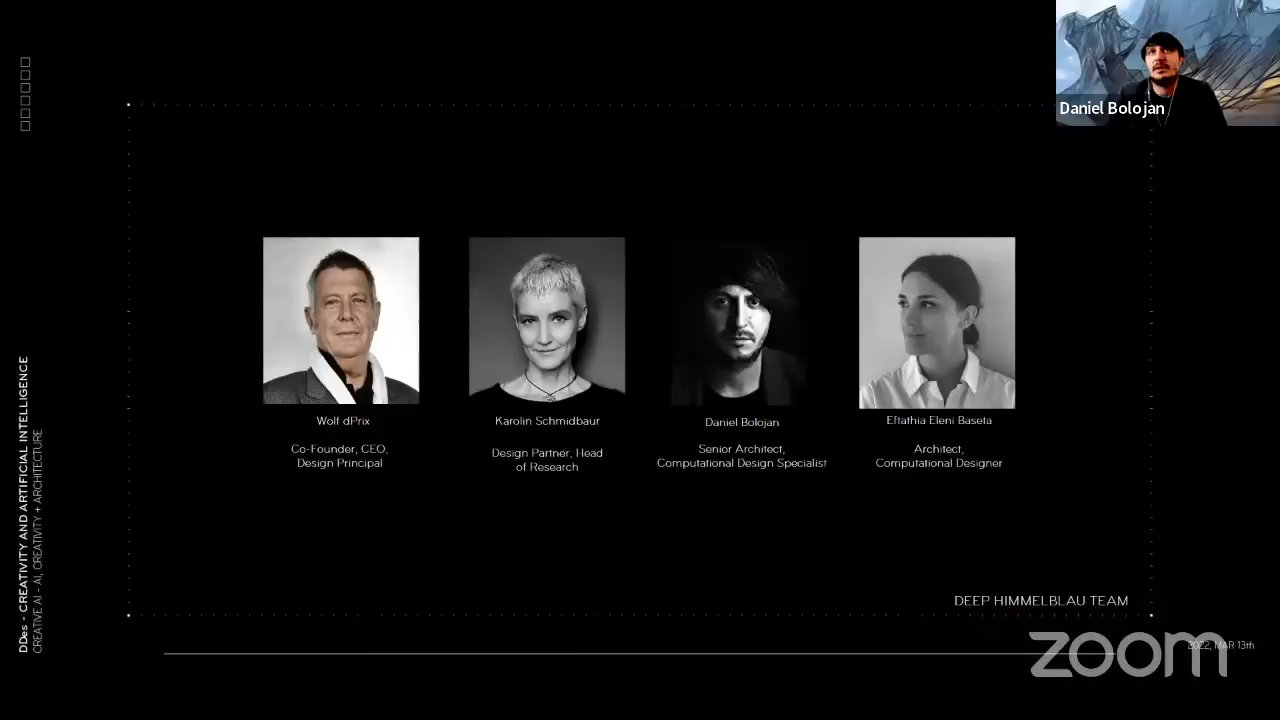 Daniel Bolojan
Wolf dPrix
Co-Founder, CEO,
Design Principal
Karolin Schmidbaur
Design Partner, Head
of Research
Daniel Bolojan
Senior Architect,
Computational Design Specialist
Eftathia Eleni Baseta
Architect,
Computational Designer
DEEP HIMMELBLAU TEAM
DDes - CREATIVITY AND ARTIFICIAL INTELLIGENCE
CREATIVE AI - AI, CREATIVITY + ARCHITECTURE
2022, MAR 13th
zoom